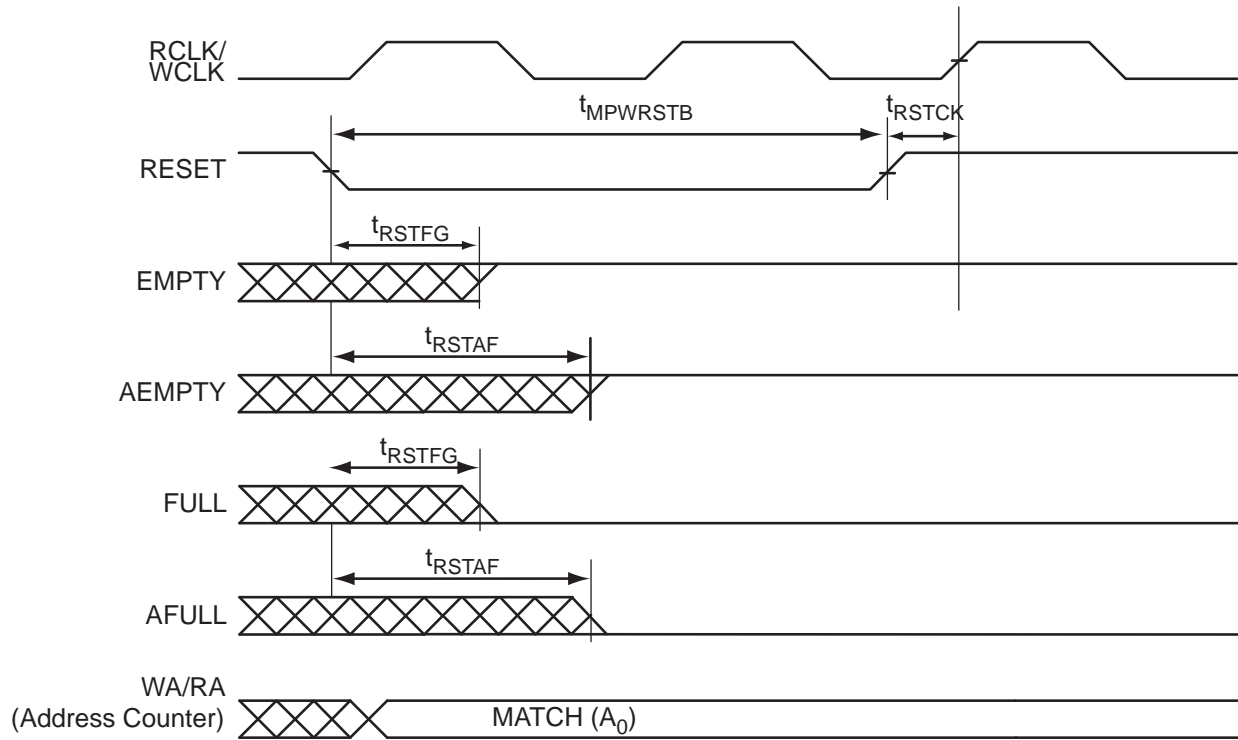 RCLK/
WCLK
tMPWRSTB
tRSTCK
RESET
tRSTFG
EMPTY
tRSTAF
AEMPTY
tRSTFG
FULL
tRSTAF
AFULL
WA/RA
(Address Counter)
MATCH (A0)